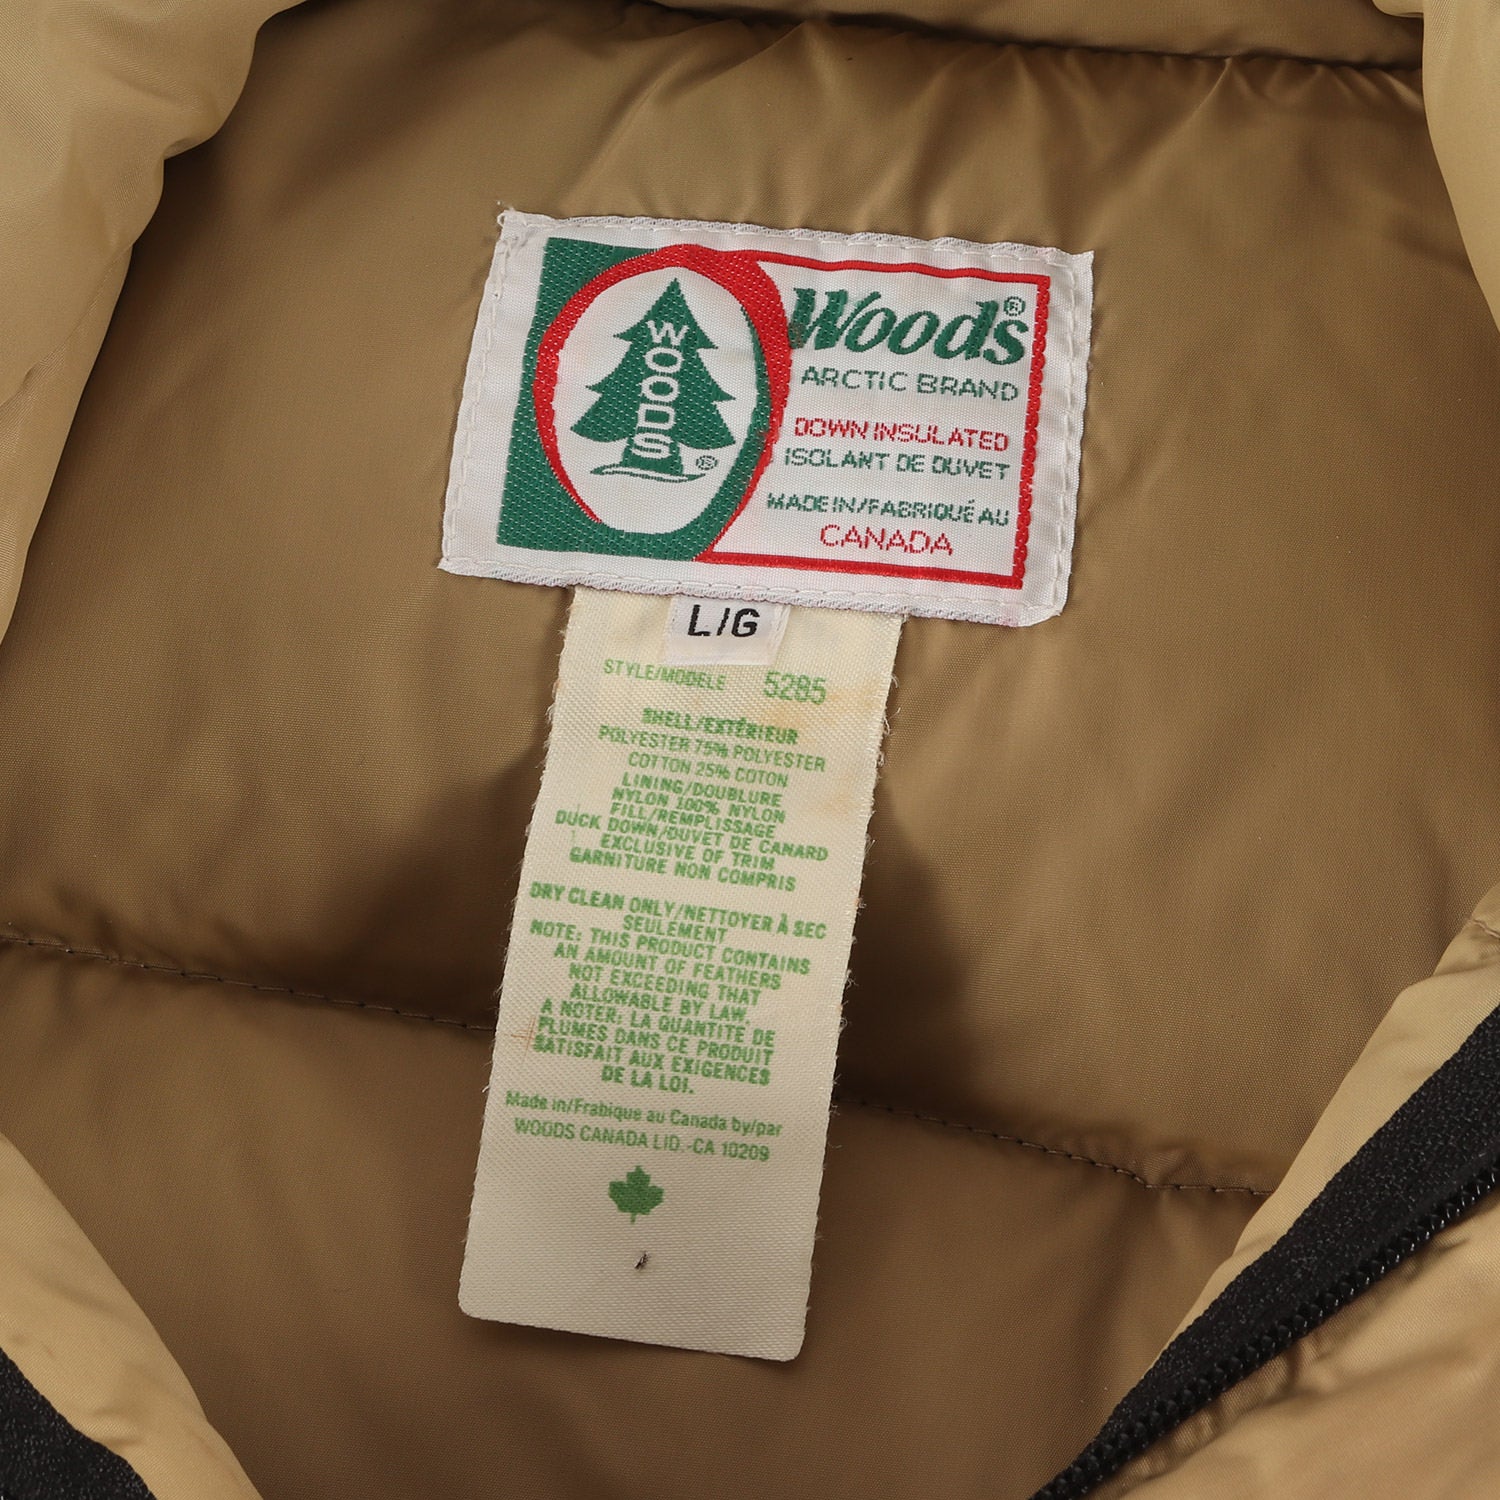 WOODS
®
Woods®
ARCTIC BRAND
DOWN INSULATED
ISOLANT DE DUVET
MADE IN/FABRIQUÉ AU
CANADA
L/G
STYLE/MODELE 5285
SHELL/EXTÉRIEUR
POLYESTER 75% POLYESTER
COTTON 25% COTON
LINING/DOUBLURE
NYLON 100% NYLON
FILL/REMPLISSAGE
DUCK DOWN/DUVET DE CANARD
EXCLUSIVE OF TRIM
GARNITURE NON COMPRIS
DRY CLEAN ONLY/NETTOYER À SEC
SEULEMENT
NOTE: THIS PRODUCT CONTAINS
AN AMOUNT OF FEATHERS
NOT EXCEEDING THAT
ALLOWABLE BY LAW.
A NOTER: LA QUANTITE DE
PLUMES DANS CE PRODUIT
SATISFAIT AUX EXIGENCES
DE LA LOI.
Made in/Frabique au Canada by/par
WOODS CANADA LTD.-CA 10209